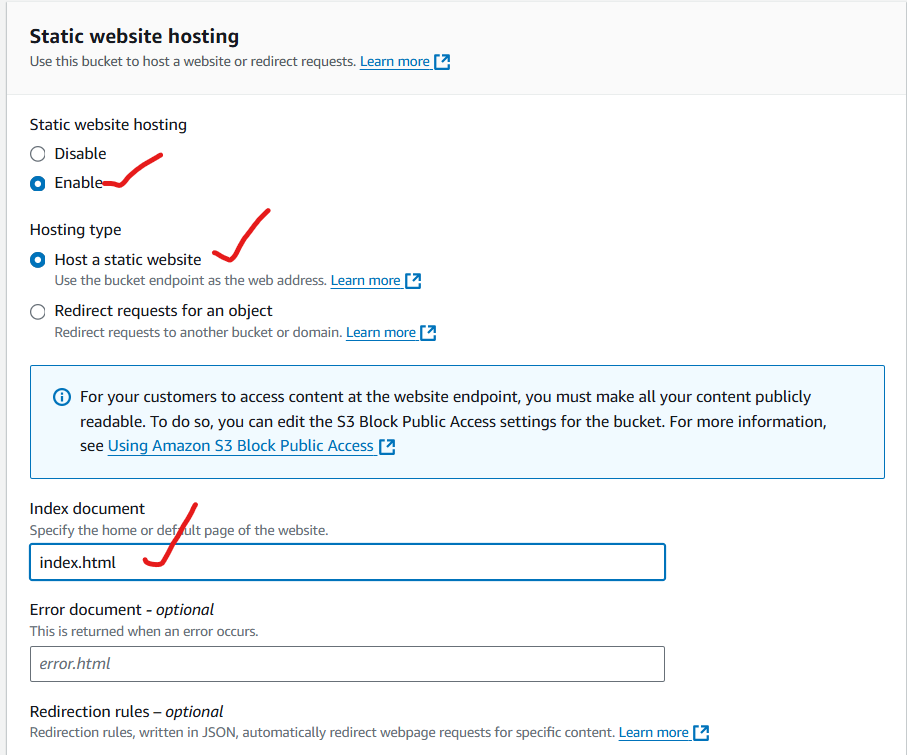 Static website hosting
Use this bucket to host a website or redirect requests. Learn more
Static website hosting
Disable
Enable
Hosting type
Host a static website
Use the bucket endpoint as the web address. Learn more
Redirect requests for an object
Redirect requests to another bucket or domain. Learn more
For your customers to access content at the website endpoint, you must make all your content publicly
readable. To do so, you can edit the S3 Block Public Access settings for the bucket. For more information,
see Using Amazon S3 Block Public Access
Index document
Specify the home or default page of the website.
index.html
Error document - optional
This is returned when an error occurs.
error.html
Redirection rules – optional
Redirection rules, written in JSON, automatically redirect webpage requests for specific content. Learn more